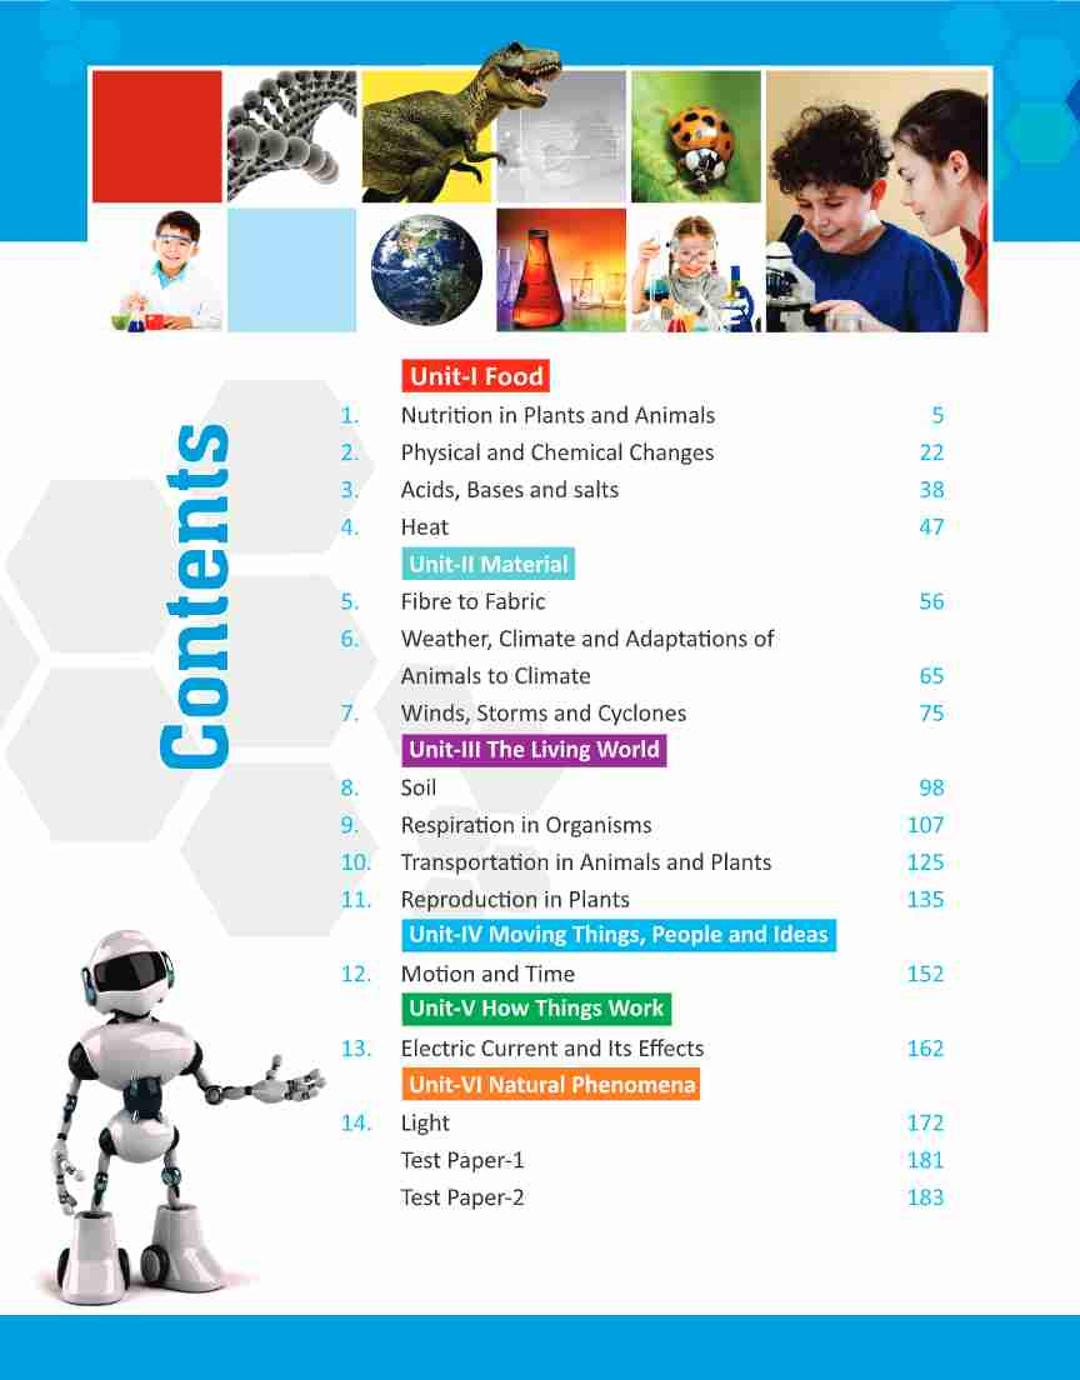 Contents
Unit-I Food
1. Nutrition in Plants and Animals 5
2. Physical and Chemical Changes 22
3. Acids, Bases and salts 38
4. Heat 47
Unit-II Material
5. Fibre to Fabric 56
6. Weather, Climate and Adaptations of
Animals to Climate 65
7. Winds, Storms and Cyclones 75
Unit-III The Living World
8. Soil 98
9. Respiration in Organisms 107
10. Transportation in Animals and Plants 125
11. Reproduction in Plants 135
Unit-IV Moving Things, People and Ideas
12. Motion and Time 152
Unit-V How Things Work
13. Electric Current and Its Effects 162
Unit-VI Natural Phenomena
14. Light 172
Test Paper-1 181
Test Paper-2 183